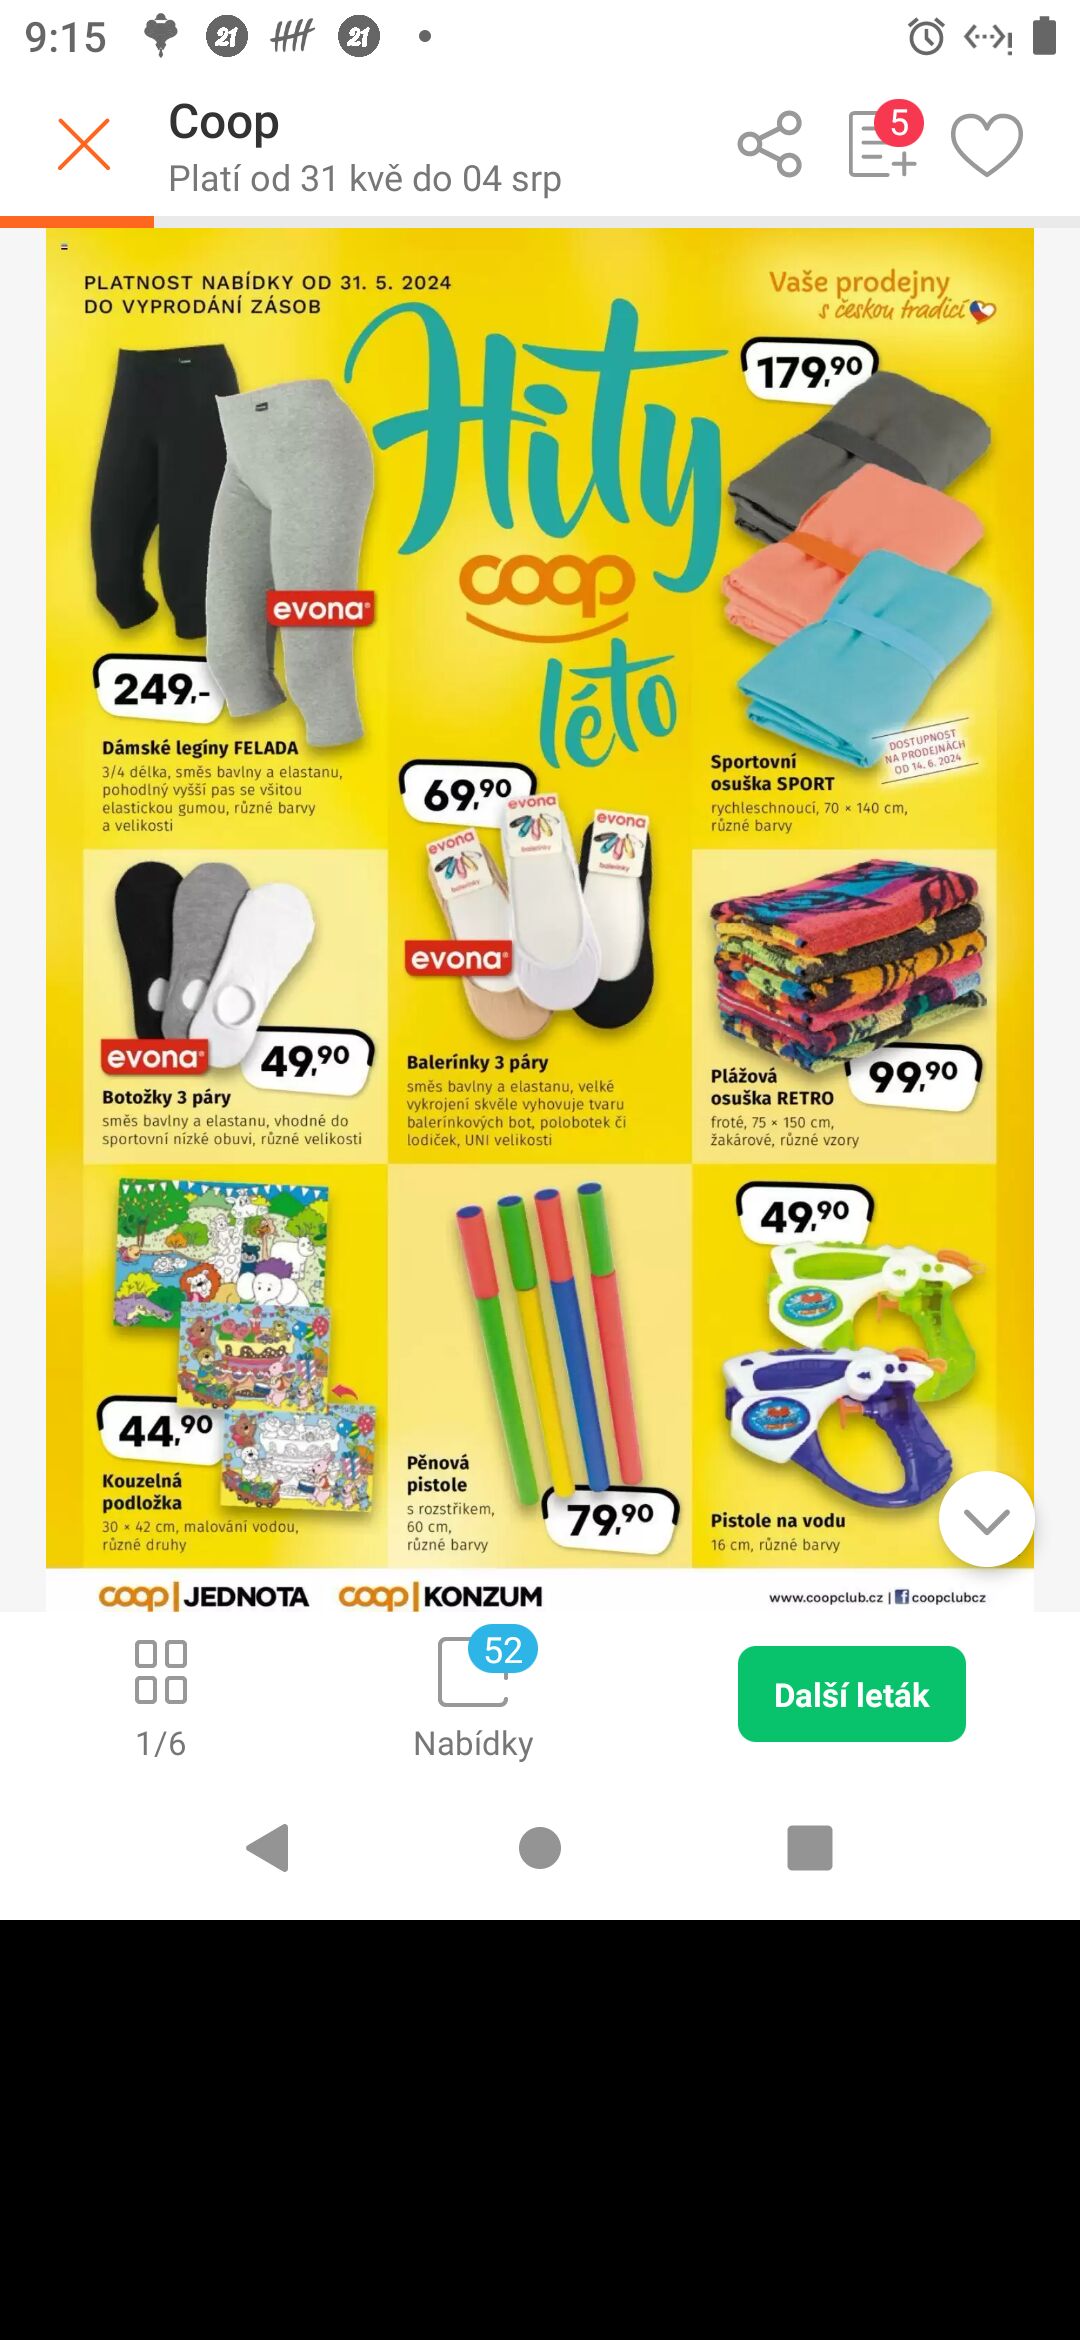 9:15
21
21
Coop
Platí od 31 kvě do 04 srp
5
PLATNOST NABÍDKY OD 31. 5. 2024
DO VYPRODÁNÍ ZÁSOB
Vaše prodejny
s českou tradicí
Hity
coop
léto
evona
249,-
Dámské legíny FELADA
3/4 délka, směs bavlny a elastanu,
pohodlný vyšší pas se všitou
elastickou gumou, různé barvy
a velikosti
179,90
DOSTUPNOST
NA PRODEJNÁCH
OD 14. 6. 2024
Sportovní
osuška SPORT
rychleschnoucí, 70 × 140 cm,
různé barvy
evona
49,90
Botožky 3 páry
směs bavlny a elastanu, vhodné do
sportovní nízké obuvi, různé velikosti
69,90
evona
balerínky
evona
balerínky
evona
balerínky
evona
Balerínky 3 páry
směs bavlny a elastanu, velké
vykrojení skvěle vyhovuje tvaru
balerínkových bot, polobotek či
lodiček, UNI velikosti
99,90
Plážová
osuška RETRO
froté, 75 × 150 cm,
žakárové, různé vzory
44,90
Kouzelná
podložka
30 × 42 cm, malování vodou,
různé druhy
Pěnová
pistole
s rozstřikem,
60 cm,
různé barvy
79,90
49,90
Pistole na vodu
16 cm, různé barvy
coop | JEDNOTA coop | KONZUM
www.coopclub.cz | f coopclubcz
1/6
52
Nabídky
Další leták